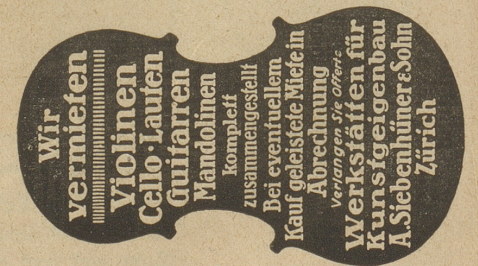 Wir
vermieten
Violinen
Cello·Lauten
Guitarren
Mandolinen
Komplett
zusammengestellt
Bei eventuellem
Kauf geleistete Miete in
Abrechnung
Verlangen Sie Offerte
Werkstätten für
Kunstgeigenbau
A. Siebenhüner & Sohn
Zürich